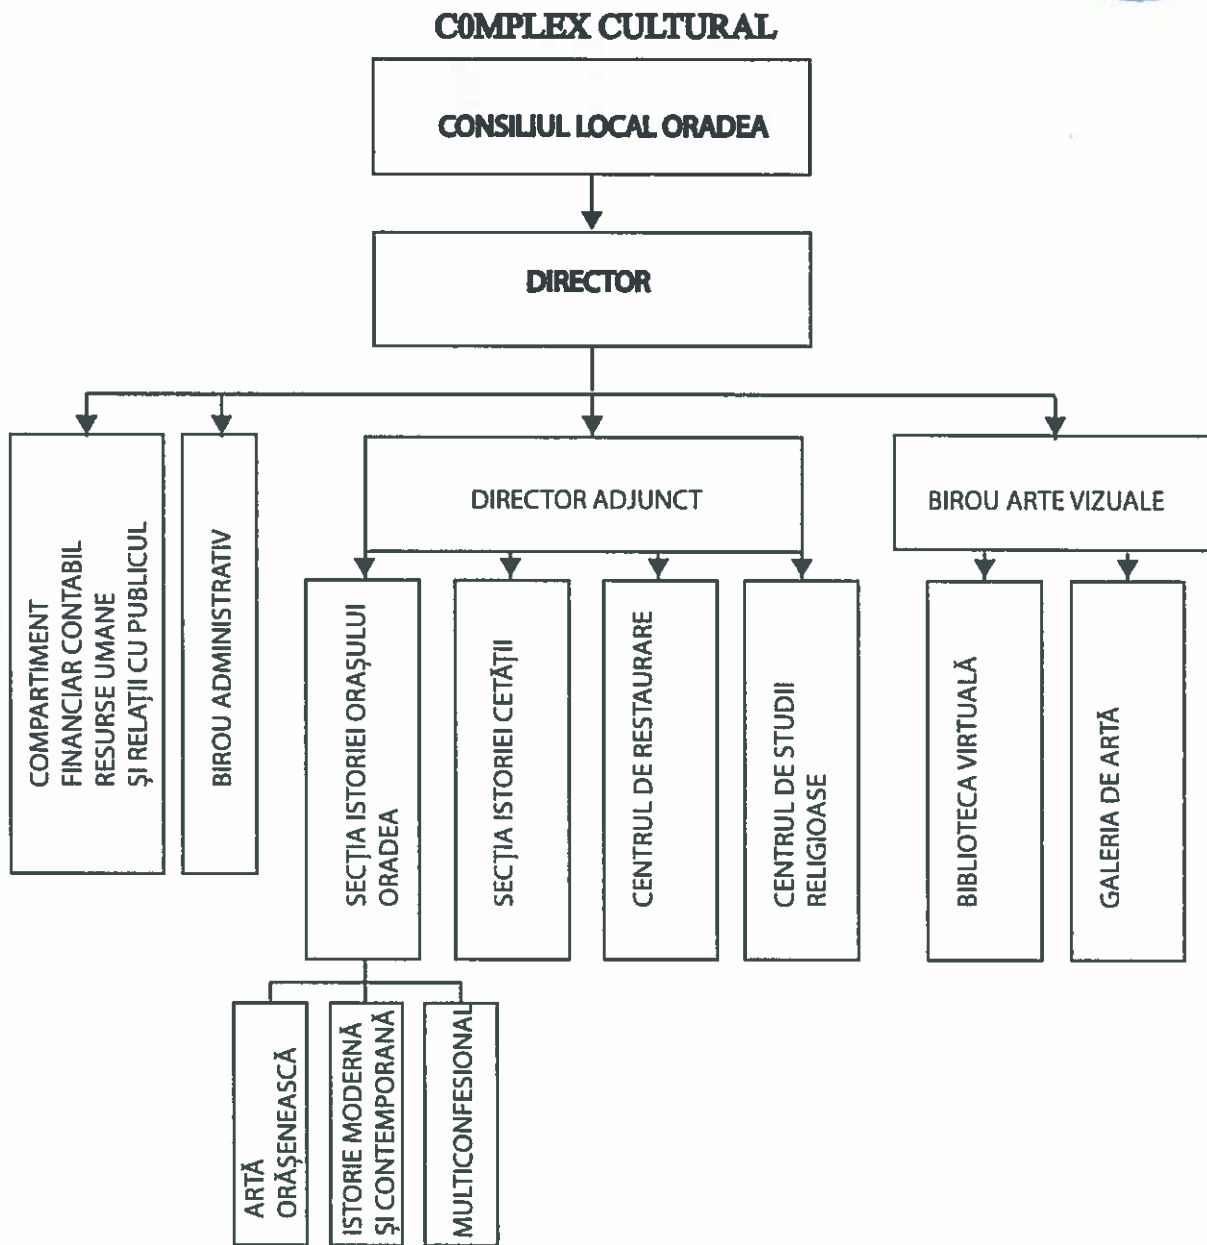 C0MPLEX CULTURAL
CONSILIUL LOCAL ORADEA
DIRECTOR
COMPARTIMENT
FINANCIAR CONTABIL
RESURSE UMANE
ŞI RELAŢII CU PUBLICUL
BIROU ADMINISTRATIV
DIRECTOR ADJUNCT
BIROU ARTE VIZUALE
SECŢIA ISTORIEI ORAŞULUI
ORADEA
SECŢIA ISTORIEI CETĂŢII
CENTRUL DE RESTAURARE
CENTRUL DE STUDII
RELIGIOASE
BIBLIOTECA VIRTUALĂ
GALERIA DE ARTĂ
ARTĂ
ORĂŞENEASCĂ
ISTORIE MODERNĂ
ŞI CONTEMPORANĂ
MULTICONFESIONAL